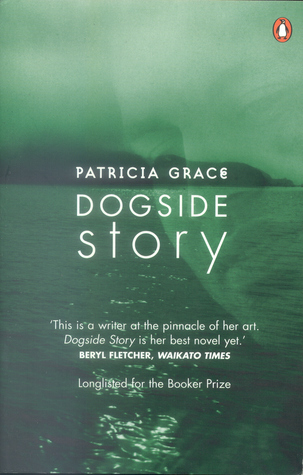 PATRICIA GRACE
DOGSIDE
story
'This is a writer at the pinnacle of her art.
Dogside Story is her best novel yet.'
BERYL FLETCHER, WAIKATO TIMES
Longlisted for the Booker Prize